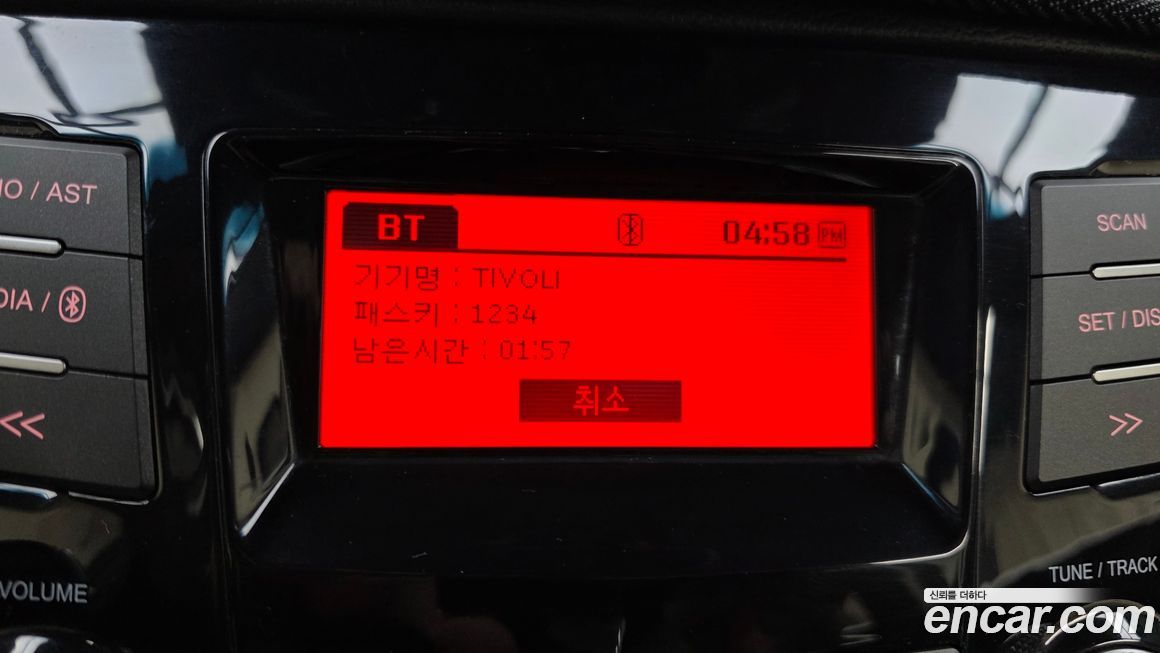 BT 04:58 PM
기기명 : TIVOLI
패스키 : 1234
남은시간 : 01:57
취소
/ AST
SCAN
/
SET / DIS
<<
>>
VOLUME
TUNE / TRACK
신뢰를 더하다
encar.com